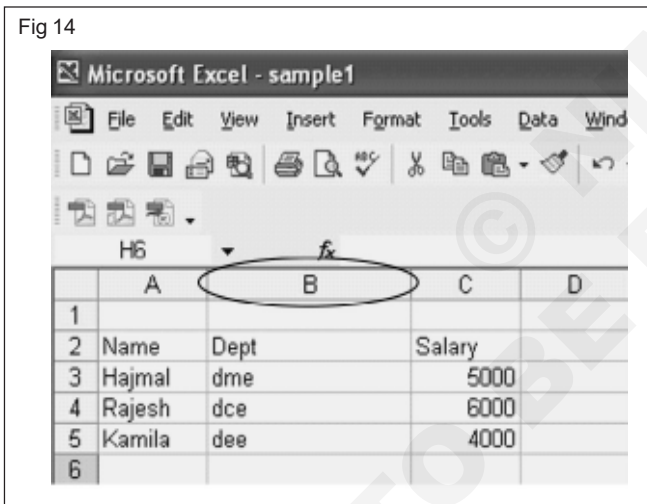 Fig 14
Microsoft Excel - sample1
File Edit View Insert Format Tools Data Wind
H6 fx
A B C D
1
2 Name Dept Salary
3 Hajmal dme 5000
4 Rajesh dce 6000
5 Kamila dee 4000
6